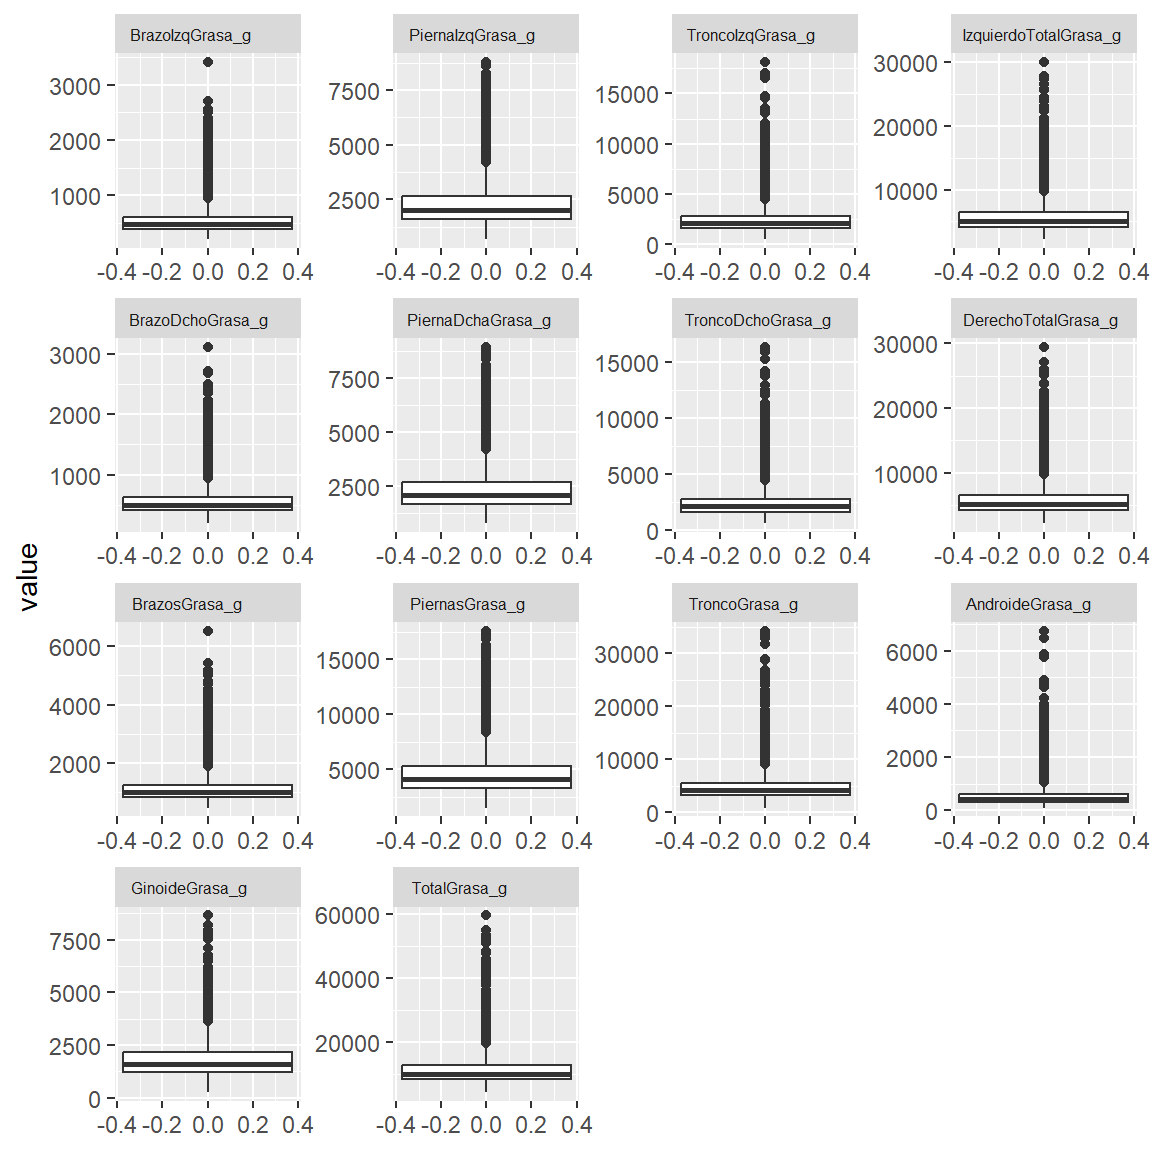 BrazoIzqGrasa_g PiernaIzqGrasa_g TroncoIzqGrasa_g IzquierdoTotalGrasa_g
3000 7500 15000 30000
2000 5000 10000 20000
1000 2500 5000 10000
0
-0.4 -0.2 0.0 0.2 0.4 -0.4 -0.2 0.0 0.2 0.4 -0.4 -0.2 0.0 0.2 0.4 -0.4 -0.2 0.0 0.2 0.4
BrazoDchoGrasa_g PiernaDchaGrasa_g TroncoDchoGrasa_g DerechoTotalGrasa_g
3000 7500 15000 30000
2000 5000 10000 20000
1000 2500 5000 10000
0
-0.4 -0.2 0.0 0.2 0.4 -0.4 -0.2 0.0 0.2 0.4 -0.4 -0.2 0.0 0.2 0.4 -0.4 -0.2 0.0 0.2 0.4
value
BrazosGrasa_g PiernasGrasa_g TroncoGrasa_g AndroideGrasa_g
6000 15000 30000 6000
4000 10000 20000 4000
2000 5000 10000 2000
0 0
-0.4 -0.2 0.0 0.2 0.4 -0.4 -0.2 0.0 0.2 0.4 -0.4 -0.2 0.0 0.2 0.4 -0.4 -0.2 0.0 0.2 0.4
GinoideGrasa_g TotalGrasa_g
7500 60000
5000 40000
2500 20000
0
-0.4 -0.2 0.0 0.2 0.4 -0.4 -0.2 0.0 0.2 0.4